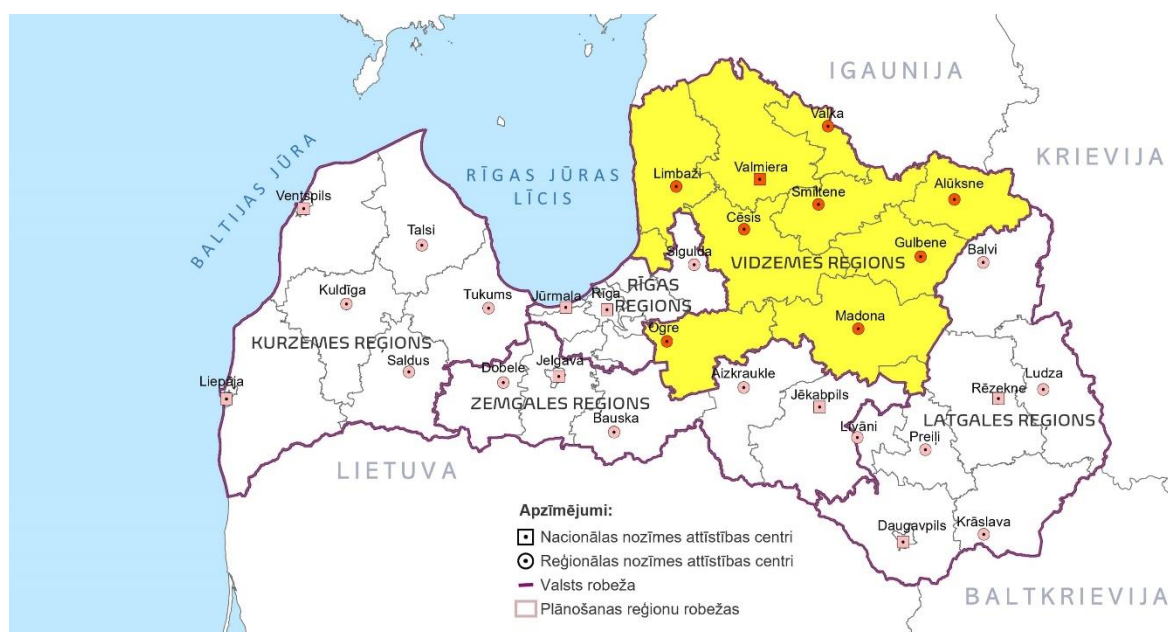 IGAUNIJA
KRIEVIJA
BALTIJAS JŪRA
RĪGAS JŪRAS
LĪCIS
Valka
Valmiera
Limbaži
Smiltene
Alūksne
Ventspils
Cēsis
Talsi
Gulbene
Balvi
Sigulda
VIDZEMES REGIONS
Kuldīga
Tukums
Jūrmala
Rīga
RĪGAS
REGIONS
Madona
Ogre
KURZEMES REGIONS
Saldus
Dobele
Jelgava
Aizkraukle
Ludza
Liepāja
Rēzekne
Jēkabpils
ZEMGALES REGIONS
Bauska
LATGALES REGIONS
Līvāni
Preiļi
LIETUVA
Daugavpils
Krāslava
BALTKRIEVIJA
Apzīmējumi:
Nacionālas nozīmes attīstības centri
Reģionālas nozīmes attīstības centri
Valsts robeža
Plānošanas reģionu robežas